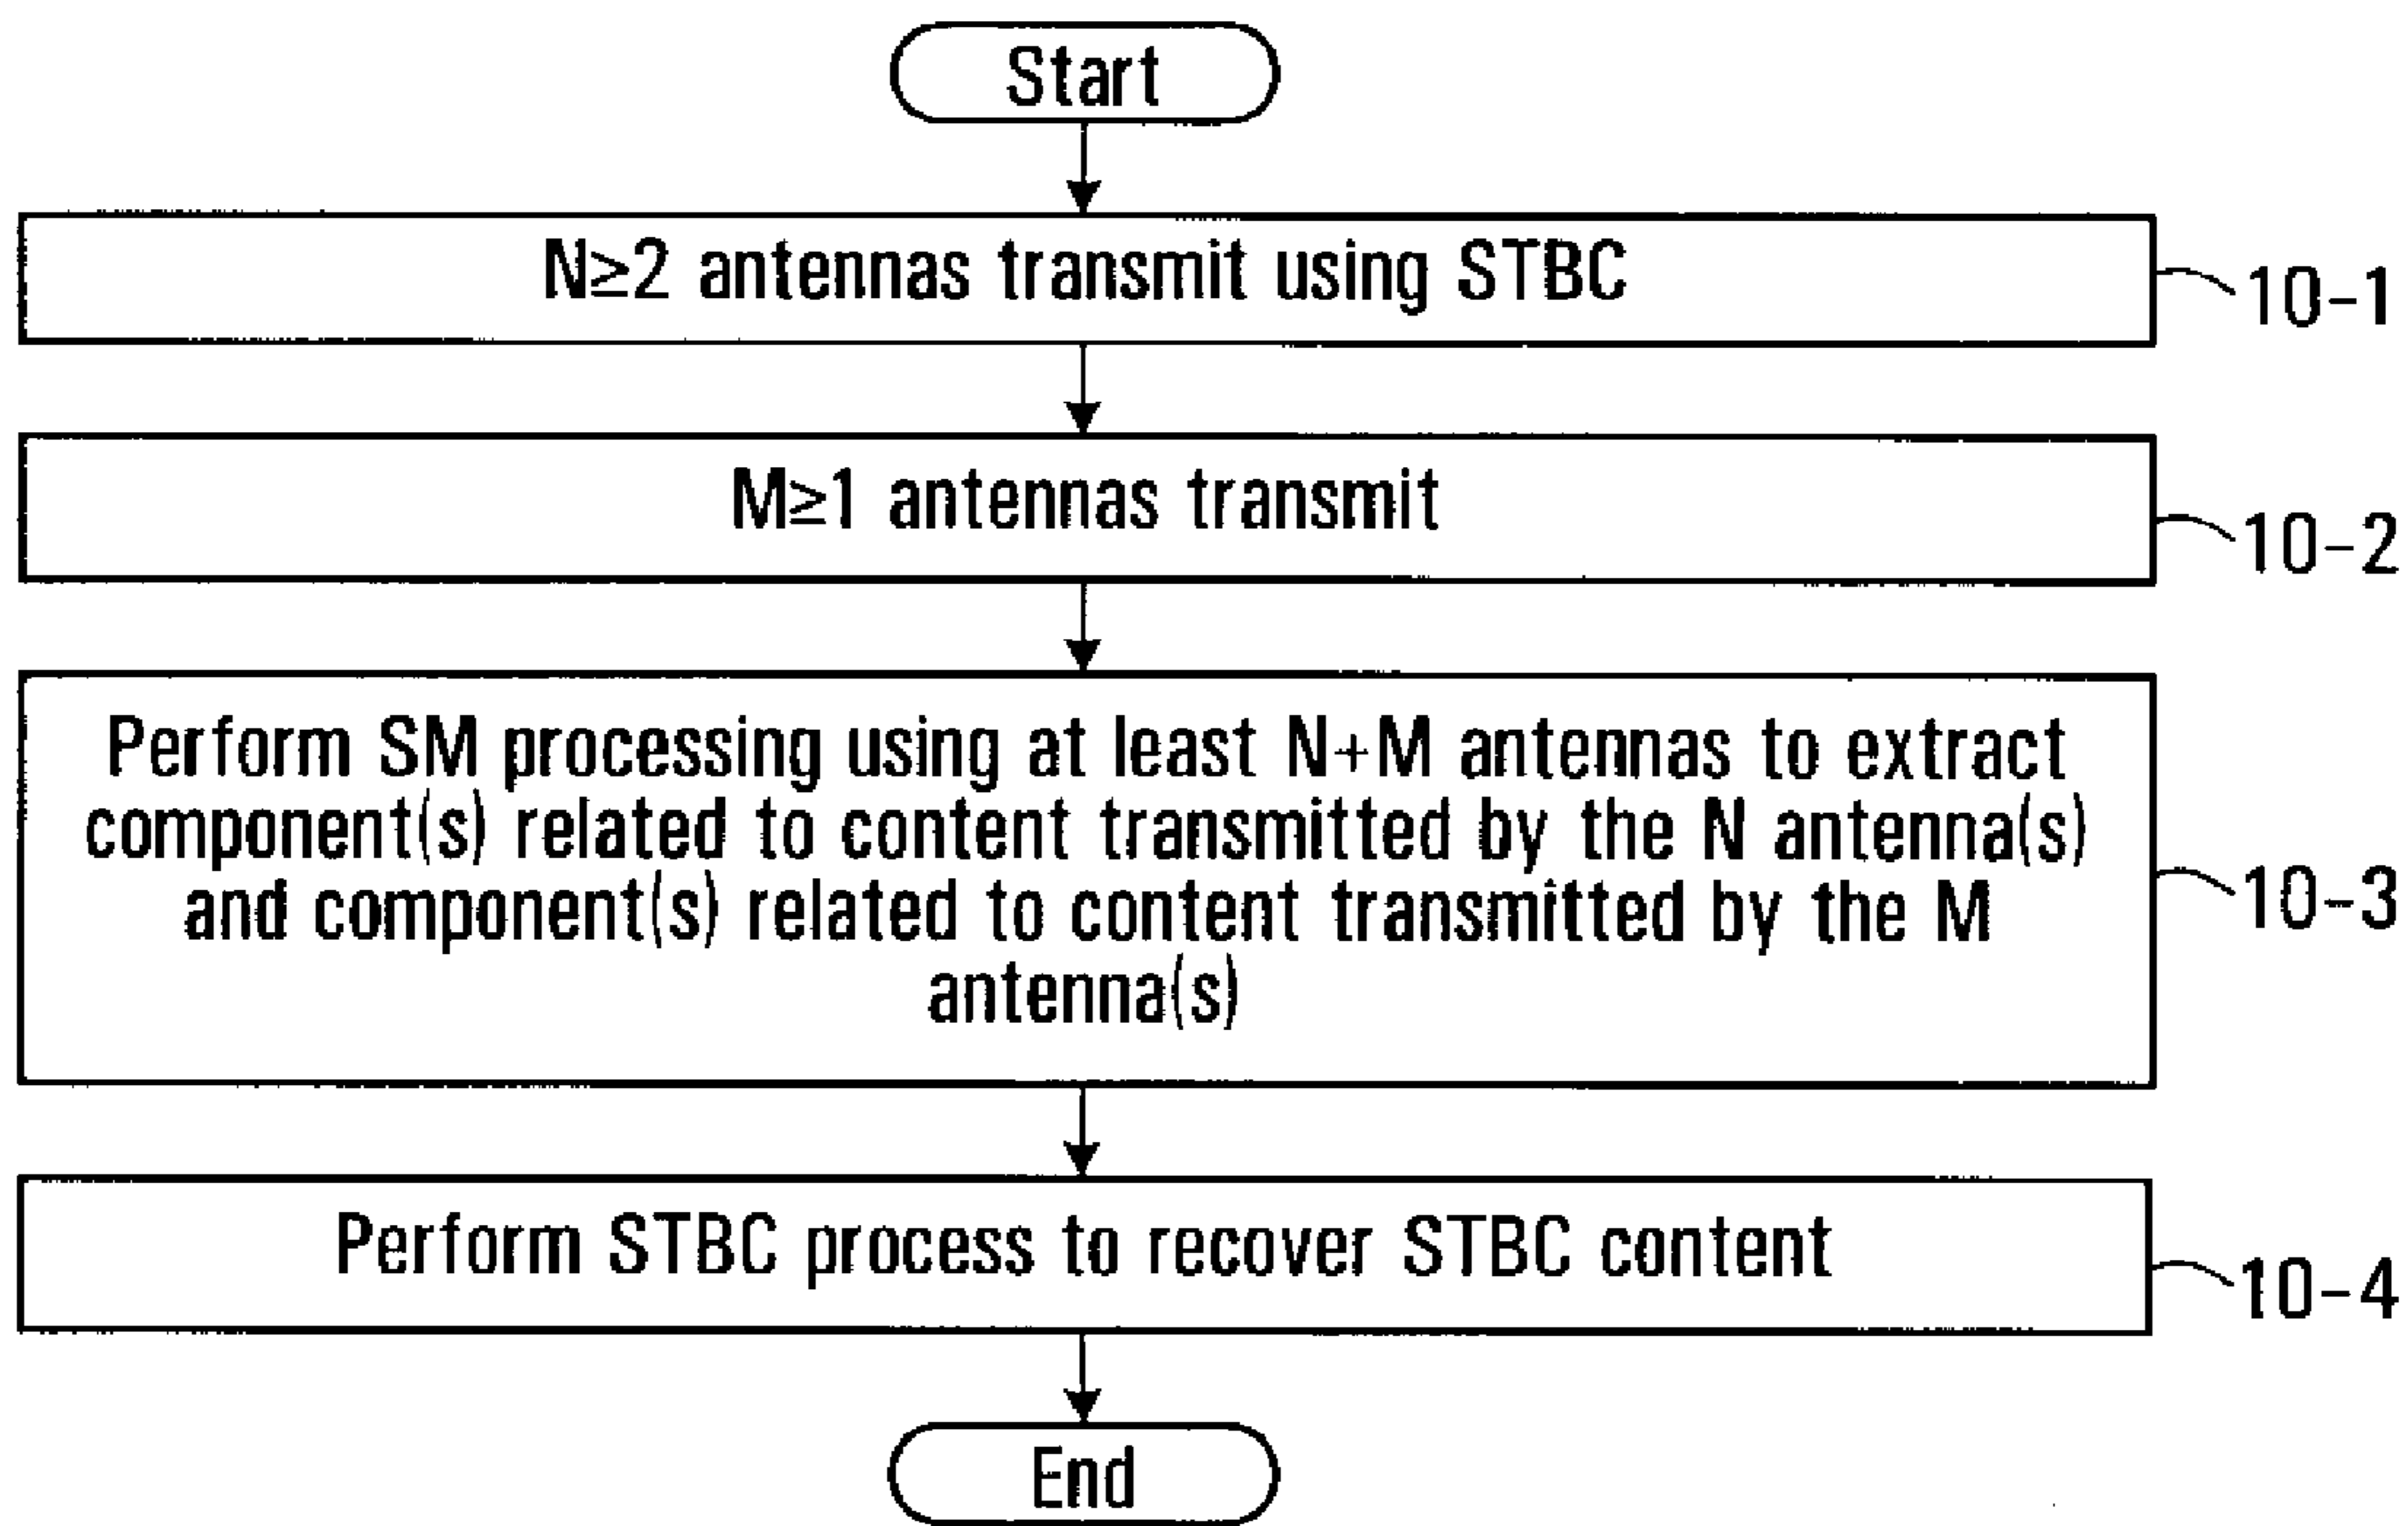 Start
N≥2 antennas transmit using STBC
10-1
M≥1 antennas transmit
10-2
Perform SM processing using at least N+M antennas to extract
component(s) related to content transmitted by the N antenna(s)
and component(s) related to content transmitted by the M
antenna(s)
10-3
Perform STBC process to recover STBC content
10-4
End